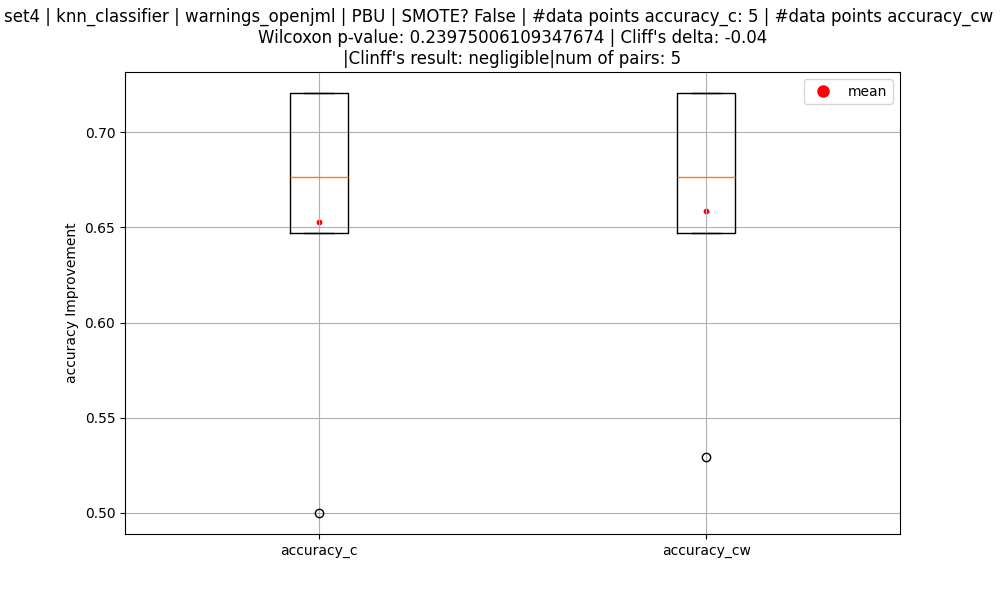 set4 | knn_classifier | warnings_openjml | PBU | SMOTE? False | #data points accuracy_c: 5 | #data points accuracy_cw
Wilcoxon p-value: 0.23975006109347674 | Cliff's delta: -0.04
|Clinff's result: negligible|num of pairs: 5
mean
0.70
0.65
0.60
0.55
0.50
accuracy Improvement
accuracy_c
accuracy_cw